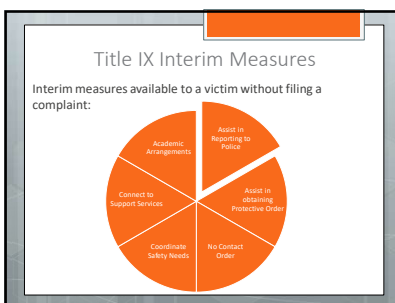 Title IX Interim Measures
Interim measures available to a victim without filing a
complaint:
Assist in
Reporting to
Police
Assist in
obtaining
Protective Order
No Contact
Order
Coordinate
Safety Needs
Connect to
Support Services
Academic
Arrangements